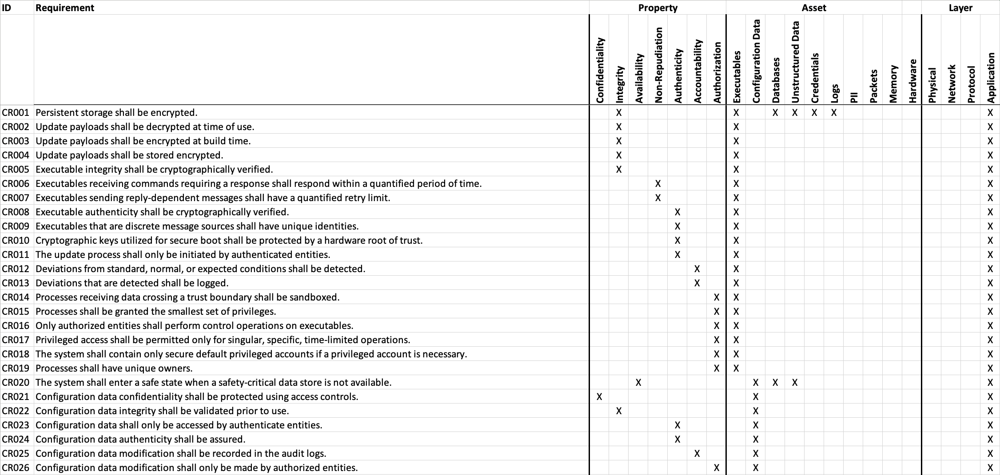 ID Requirement Property Asset Layer
Confidentiality Integrity Availability Non-Repudiation Authenticity Accountability Authorization Executables Configuration Data Databases Unstructured Data Credentials Logs PII Packets Memory Hardware Physical Network Protocol Application
CR001 Persistent storage shall be encrypted. X X X X X X X
CR002 Update payloads shall be decrypted at time of use. X X X
CR003 Update payloads shall be encrypted at build time. X X X
CR004 Update payloads shall be stored encrypted. X X X
CR005 Executable integrity shall be cryptographically verified. X X X
CR006 Executables receiving commands requiring a response shall respond within a quantified period of time. X X X
CR007 Executables sending reply-dependent messages shall have a quantified retry limit. X X X
CR008 Executable authenticity shall be cryptographically verified. X X X
CR009 Executables that are discrete message sources shall have unique identities. X X X
CR010 Cryptographic keys utilized for secure boot shall be protected by a hardware root of trust. X X X
CR011 The update process shall only be initiated by authenticated entities. X X X
CR012 Deviations from standard, normal, or expected conditions shall be detected. X X X
CR013 Deviations that are detected shall be logged. X X X
CR014 Processes receiving data crossing a trust boundary shall be sandboxed. X X X
CR015 Processes shall be granted the smallest set of privileges. X X X
CR016 Only authorized entities shall perform control operations on executables. X X X
CR017 Privileged access shall be permitted only for singular, specific, time-limited operations. X X X
CR018 The system shall contain only secure default privileged accounts if a privileged account is necessary. X X X
CR019 Processes shall have unique owners. X X X
CR020 The system shall enter a safe state when a safety-critical data store is not available. X X X X X
CR021 Configuration data confidentiality shall be protected using access controls. X X X
CR022 Configuration data integrity shall be validated prior to use. X X X
CR023 Configuration data shall only be accessed by authenticate entities. X X X
CR024 Configuration data authenticity shall be assured. X X X
CR025 Configuration data modification shall be recorded in the audit logs. X X X
CR026 Configuration data modification shall only be made by authorized entities. X X X